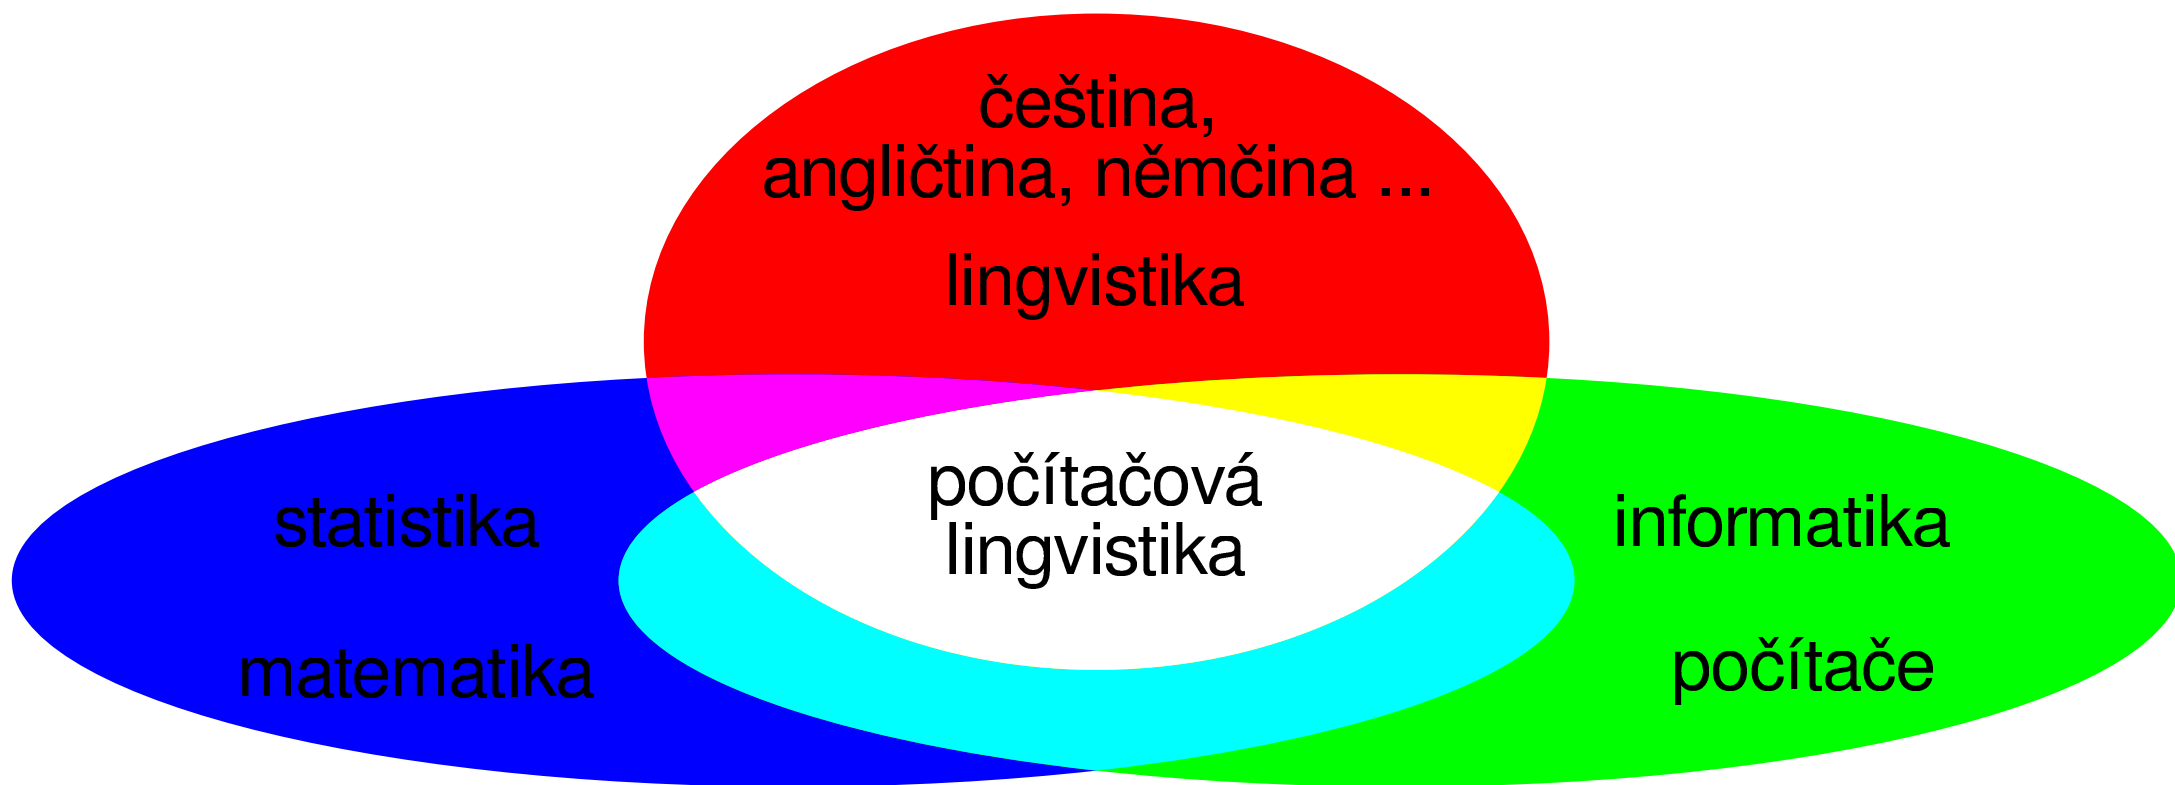 čeština,
angličtina, němčina ...
lingvistika
počítačová
lingvistika
statistika
matematika
informatika
počítače